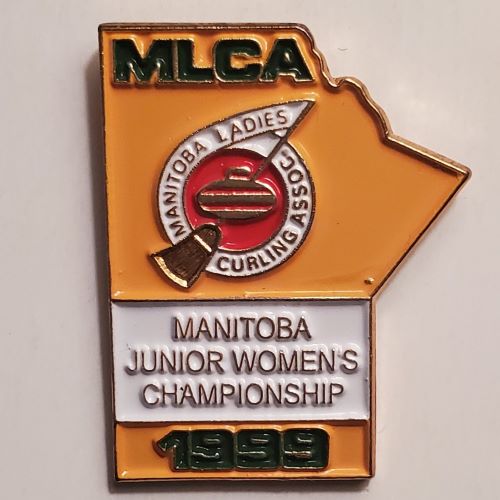 MLCA
MANITOBA LADIES
CURLING ASSOC.
MANITOBA
JUNIOR WOMEN'S
CHAMPIONSHIP
1999